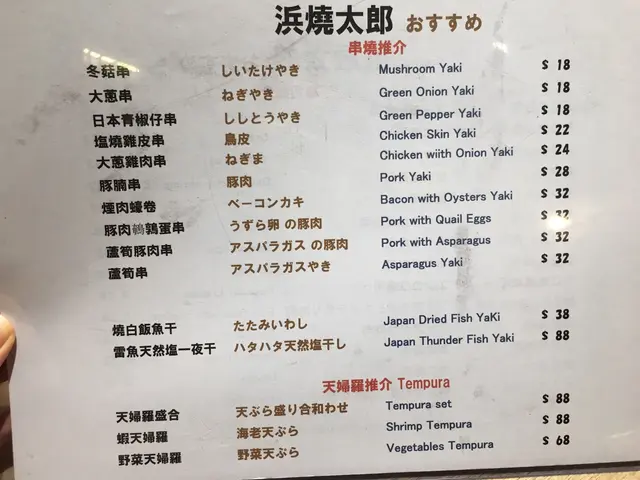 浜燒太郎 おすすめ
串燒推介
冬菇串 しいたけやき Mushroom Yaki $ 18
大蔥串 ねぎやき Green Onion Yaki $ 18
日本青椒仔串 ししとうやき Green Pepper Yaki $ 18
塩燒雞皮串 鳥皮 Chicken Skin Yaki $ 22
大蔥雞肉串 ねぎま Chicken wiith Onion Yaki $ 24
豚腩串 豚肉 Pork Yaki $ 28
煙肉蠔卷 ベーコンカキ Bacon with Oysters Yaki $ 32
豚肉鵪鶉蛋串 うずら卵 の豚肉 Pork with Quail Eggs $ 32
蘆筍豚肉串 アスパラガス の豚肉 Pork with Asparagus $ 32
蘆筍串 アスパラガスやき Asparagus Yaki $ 32
燒白飯魚干 たたみいわし Japan Dried Fish YaKi $ 38
雷魚天然塩一夜干 ハタハタ天然塩干し Japan Thunder Fish Yaki $ 88
天婦羅推介 Tempura
天婦羅盛合 天ぷら盛り合和わせ Tempura set $ 88
蝦天婦羅 海老天ぷら Shrimp Tempura $ 88
野菜天婦羅 野菜天ぷら Vegetables Tempura $ 68